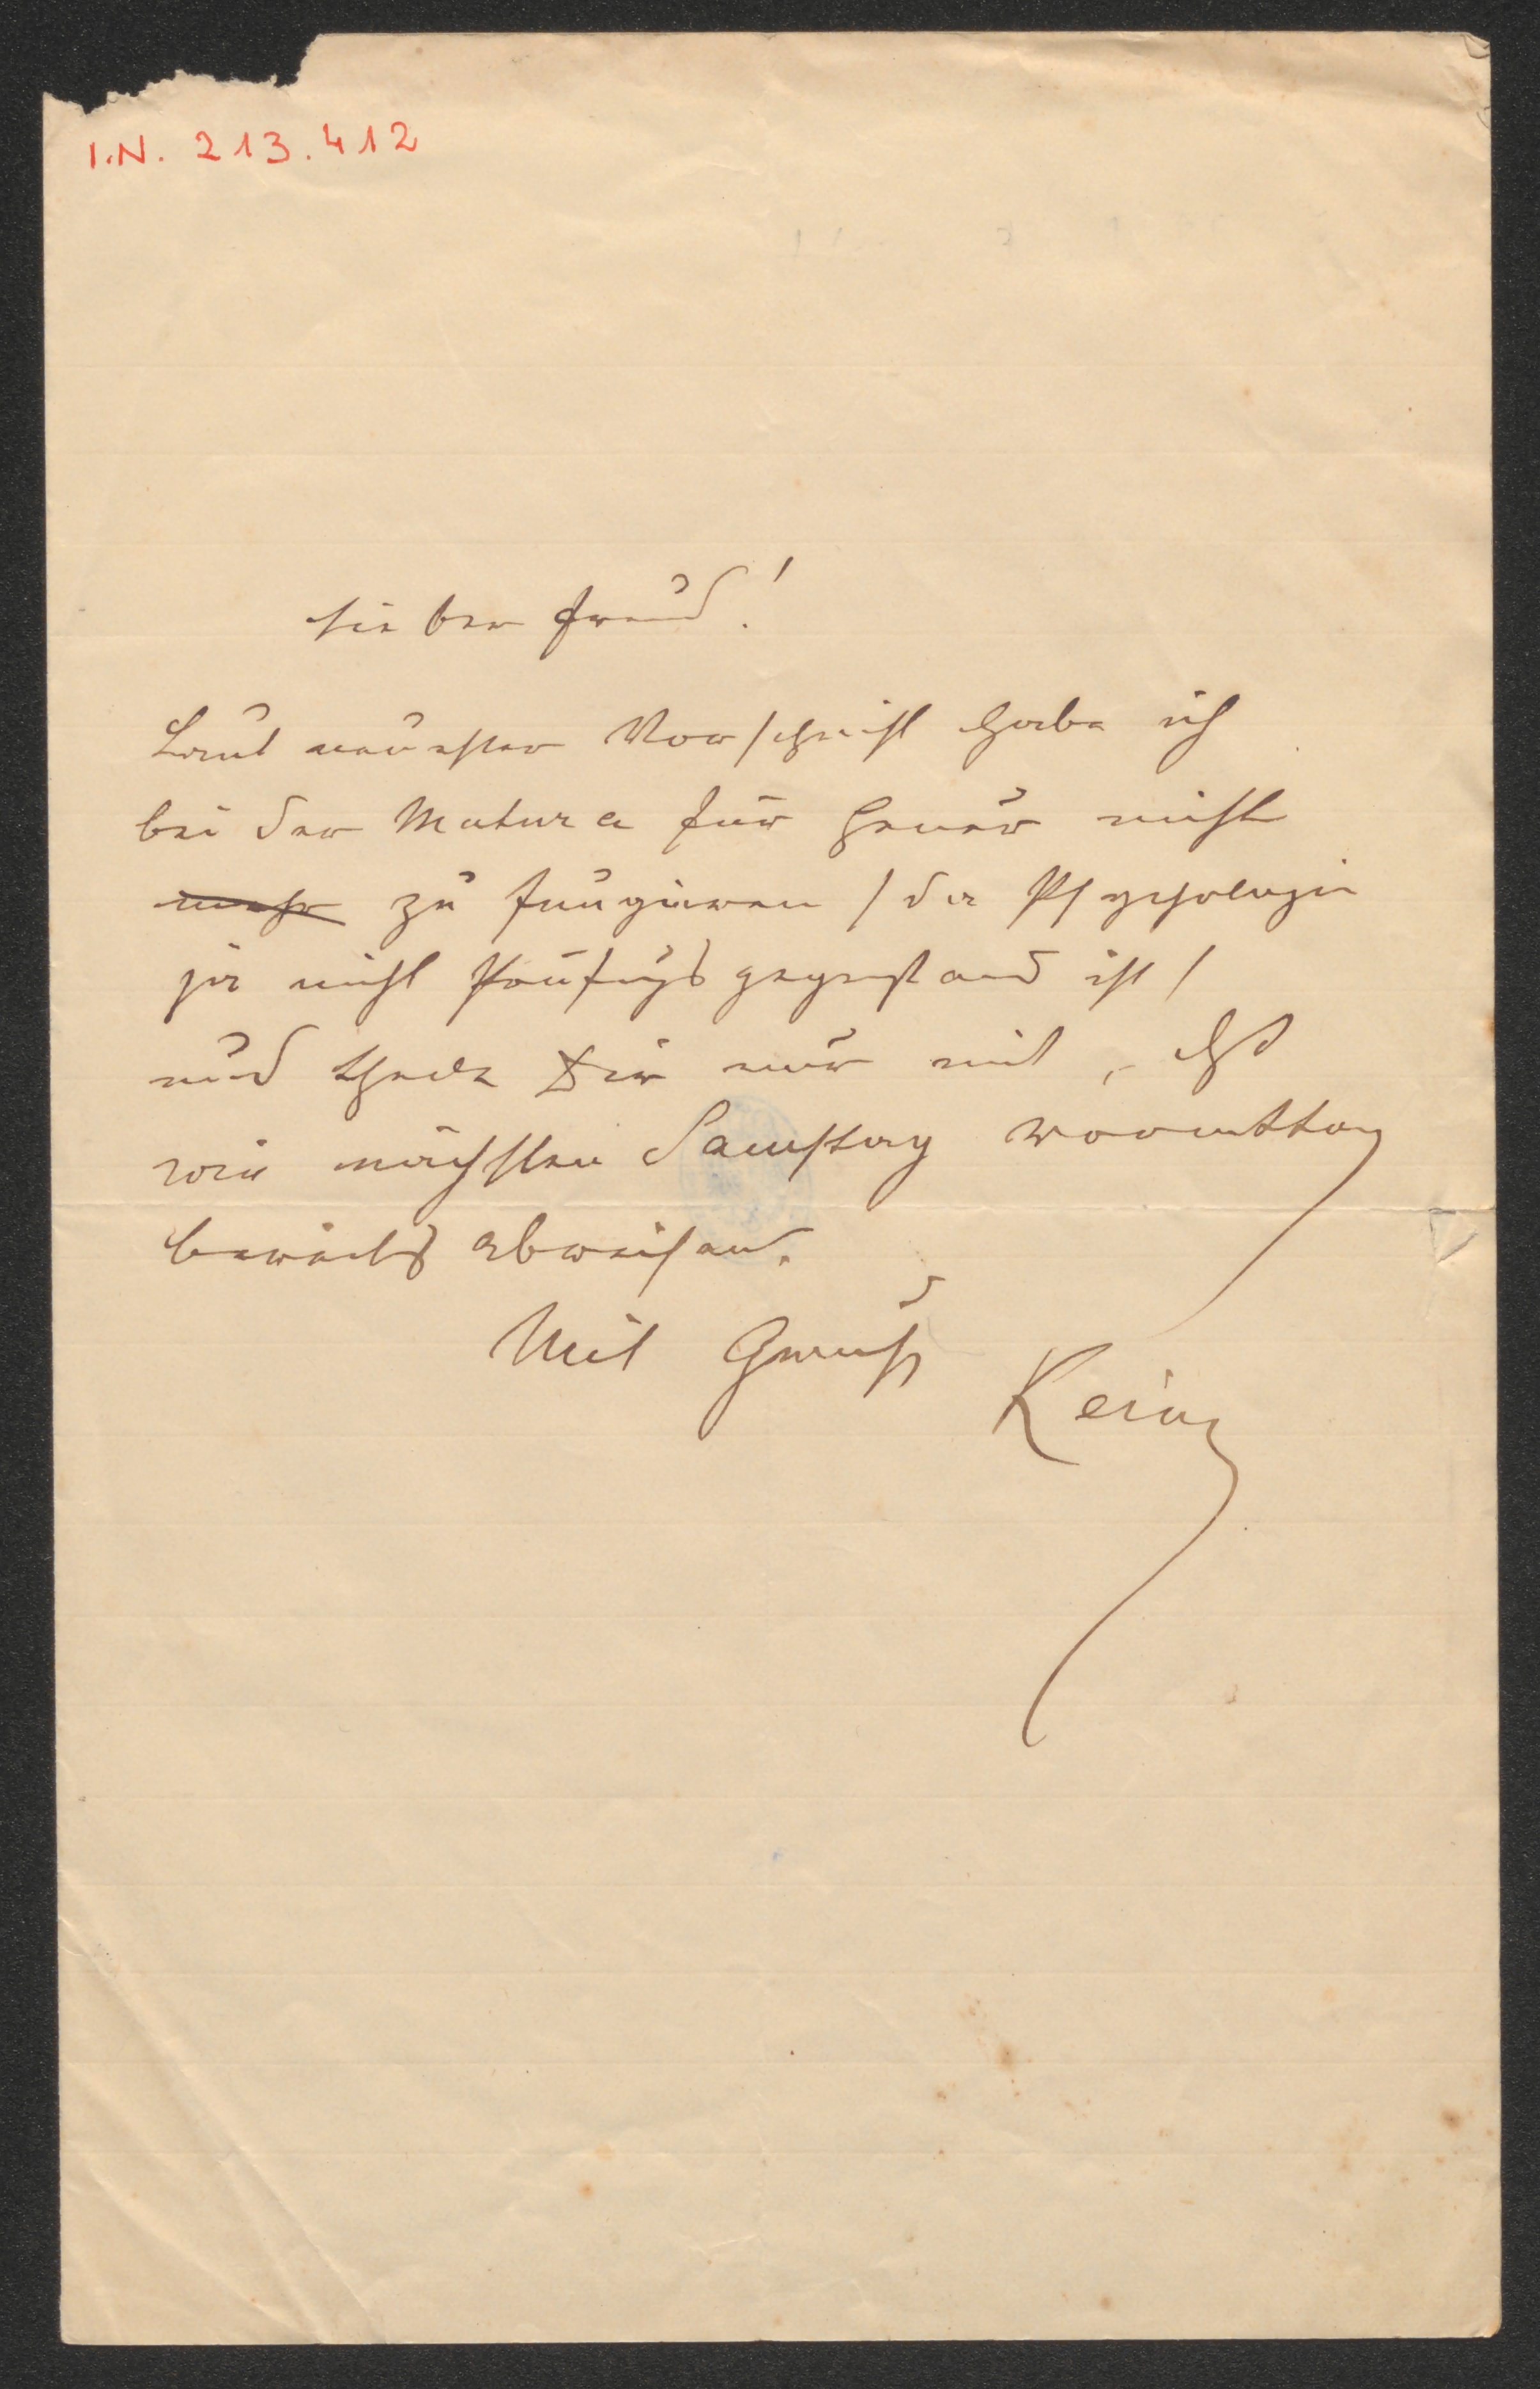 I.N. 213.412
Lieber Freund!
Laut neuester Vorschrift habe ich
bei der Matura für heuer nicht
mehr zu fungieren / da Psychologie
ja nicht Prüfungsgegenstand ist /
und theile Dir nur mit, daß
wir nächsten Samstag vormittag
bereits abreisen.
Mit Gruß